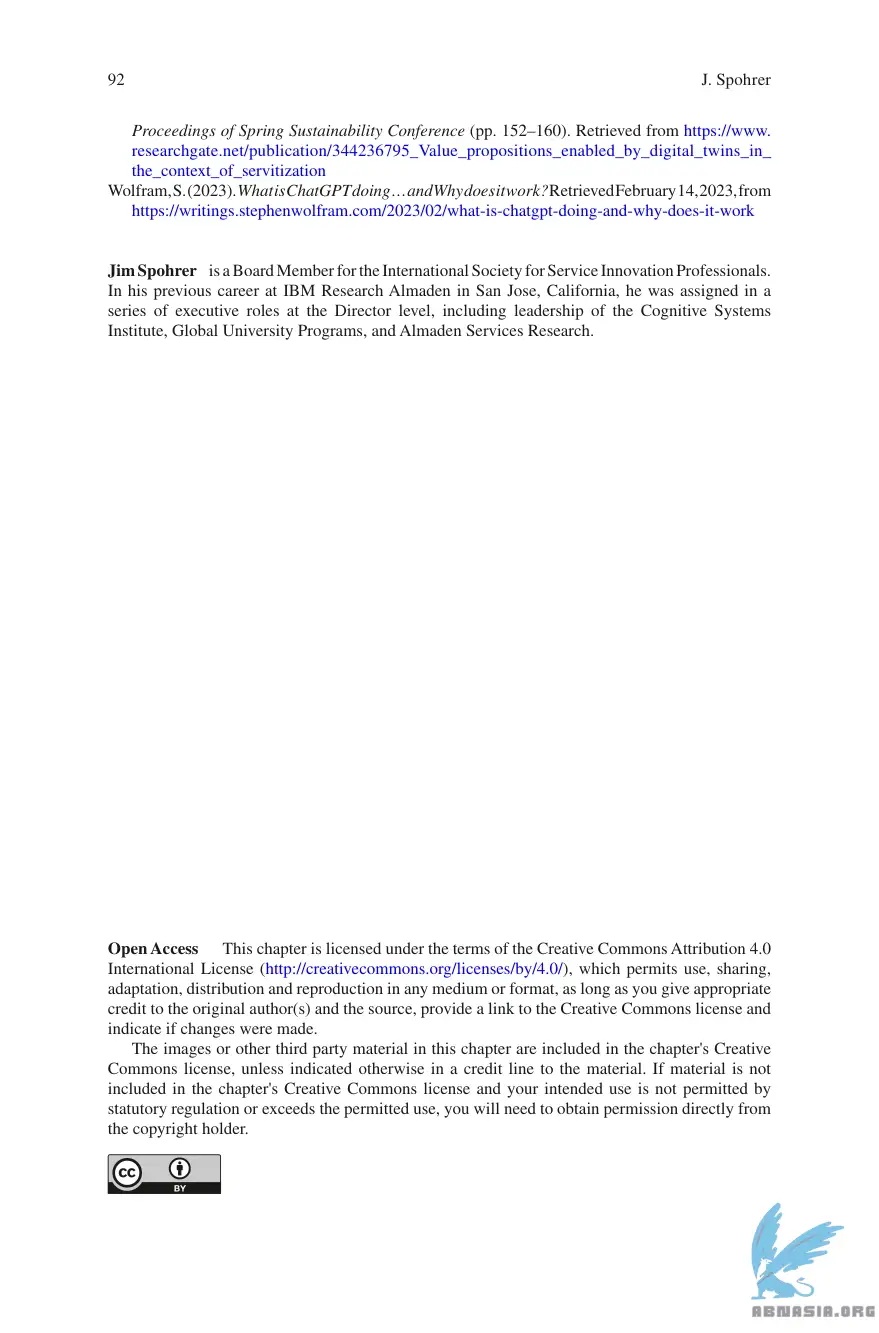 92 J. Spohrer
Proceedings of Spring Sustainability Conference (pp. 152–160). Retrieved from https://www.
researchgate.net/publication/344236795_Value_propositions_enabled_by_digital_twins_in_
the_context_of_servitization
Wolfram, S. (2023). What is ChatGPT doing … and Why does it work? Retrieved February 14, 2023, from
https://writings.stephenwolfram.com/2023/02/what-is-chatgpt-doing-and-why-does-it-work
Jim Spohrer is a Board Member for the International Society for Service Innovation Professionals.
In his previous career at IBM Research Almaden in San Jose, California, he was assigned in a
series of executive roles at the Director level, including leadership of the Cognitive Systems
Institute, Global University Programs, and Almaden Services Research.
Open Access This chapter is licensed under the terms of the Creative Commons Attribution 4.0
International License (http://creativecommons.org/licenses/by/4.0/), which permits use, sharing,
adaptation, distribution and reproduction in any medium or format, as long as you give appropriate
credit to the original author(s) and the source, provide a link to the Creative Commons license and
indicate if changes were made.
The images or other third party material in this chapter are included in the chapter's Creative
Commons license, unless indicated otherwise in a credit line to the material. If material is not
included in the chapter's Creative Commons license and your intended use is not permitted by
statutory regulation or exceeds the permitted use, you will need to obtain permission directly from
the copyright holder.
cc
BY
ABNASIA.ORG